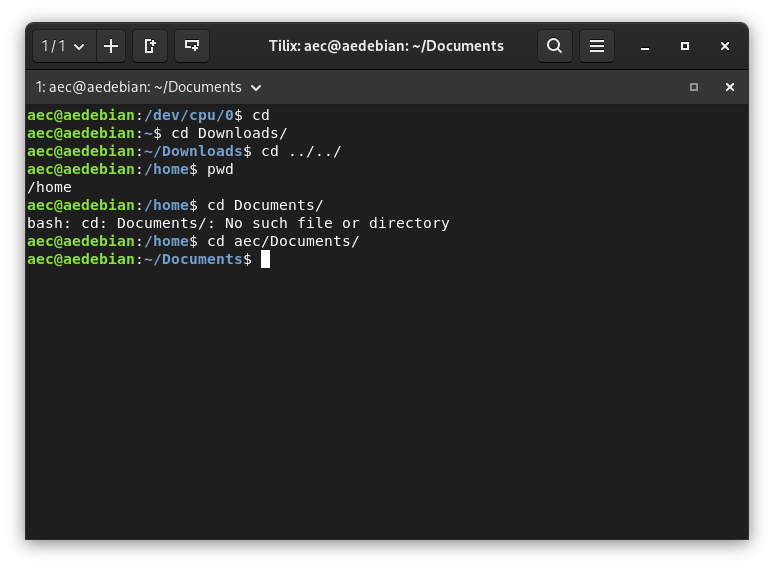 1 / 1
Tilix: aec@aedebian: ~/Documents
1: aec@aedebian: ~/Documents
aec@aedebian:/dev/cpu/0$ cd
aec@aedebian:~$ cd Downloads/
aec@aedebian:~/Downloads$ cd ../../
aec@aedebian:/home$ pwd
/home
aec@aedebian:/home$ cd Documents/
bash: cd: Documents/: No such file or directory
aec@aedebian:/home$ cd aec/Documents/
aec@aedebian:~/Documents$